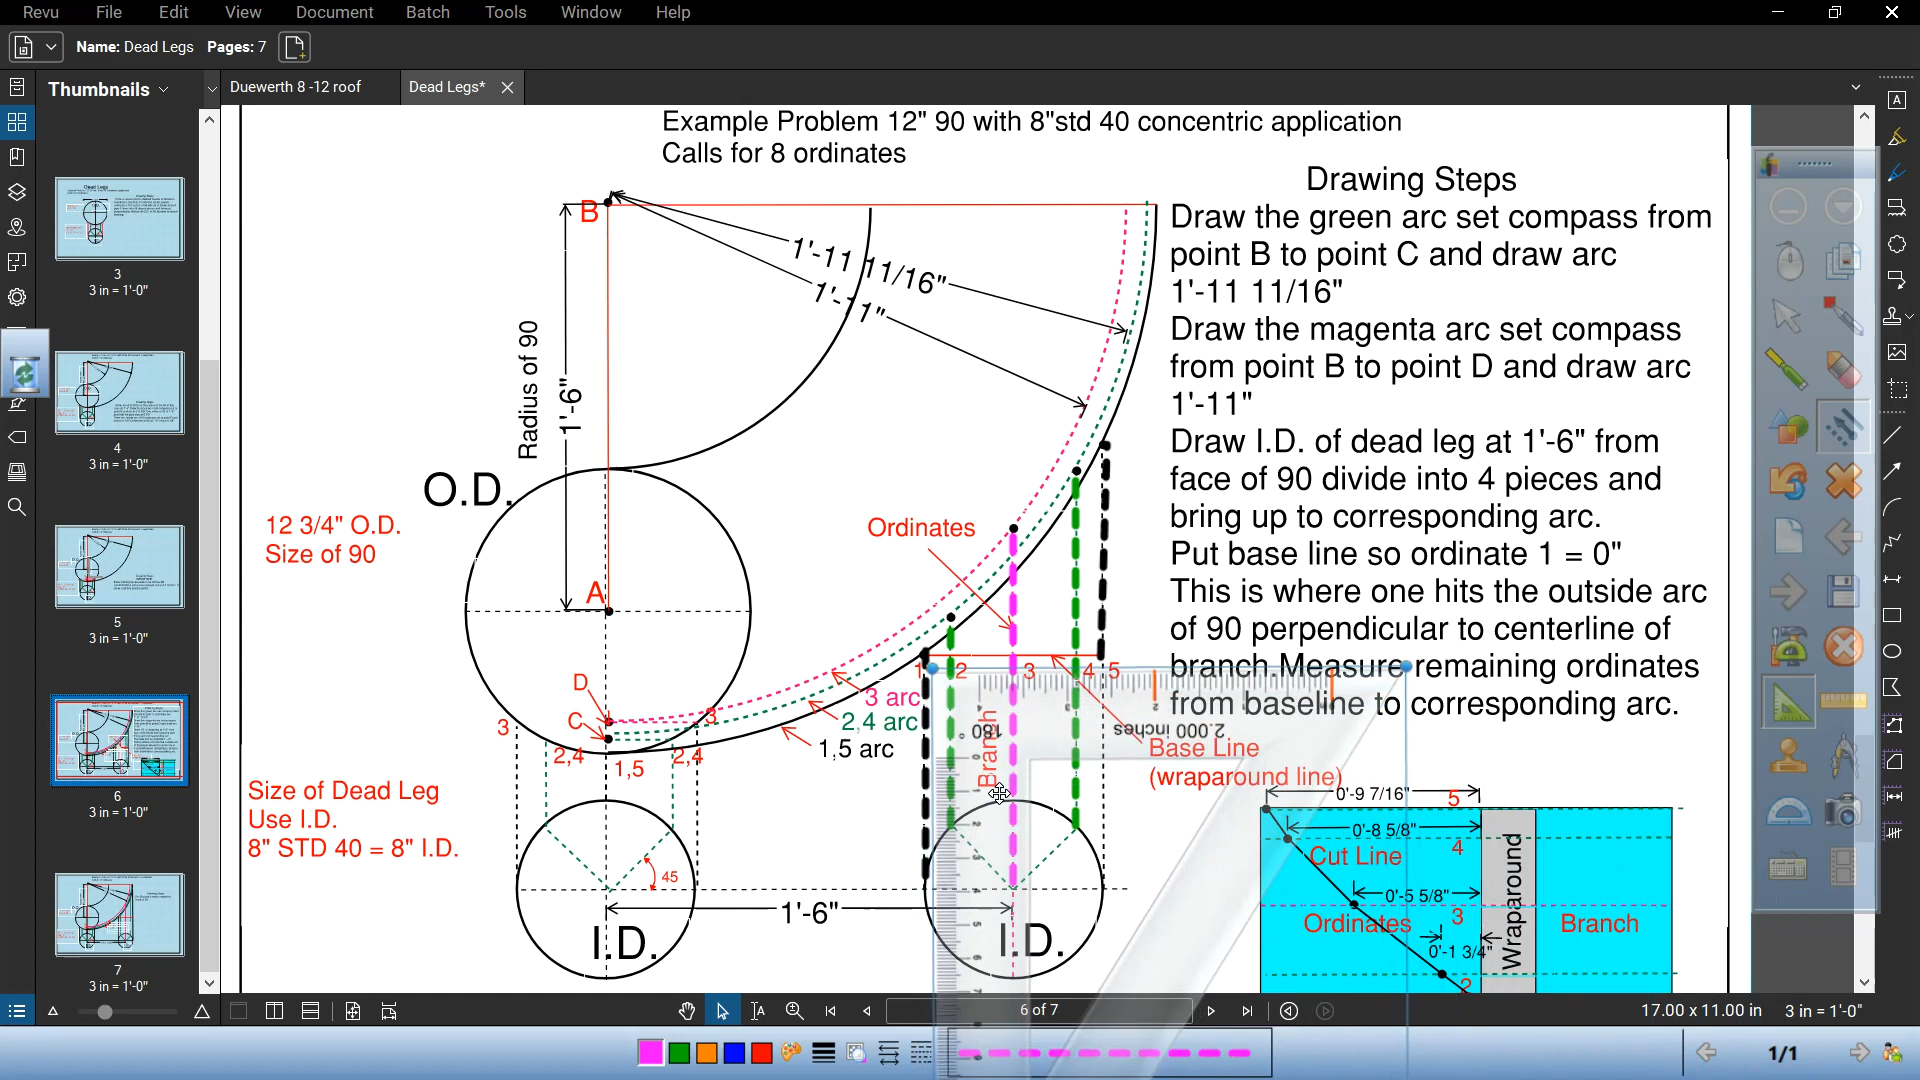 Revu File Edit View Document Batch Tools Window Help
Name: Dead Legs Pages: 7
Thumbnails
Duewerth 8 -12 roof
Dead Legs*
3
3 in = 1'-0"
4
3 in = 1'-0"
5
3 in = 1'-0"
6
3 in = 1'-0"
7
3 in = 1'-0"
Example Problem 12" 90 with 8"std 40 concentric application
Calls for 8 ordinates
Drawing Steps
Draw the green arc set compass from
point B to point C and draw arc
1'-11 11/16"
Draw the magenta arc set compass
from point B to point D and draw arc
1'-11"
Draw I.D. of dead leg at 1'-6" from
face of 90 divide into 4 pieces and
bring up to corresponding arc.
Put base line so ordinate 1 = 0"
This is where one hits the outside arc
of 90 perpendicular to centerline of
branch.Measure remaining ordinates
from baseline to corresponding arc.
B
1'-11 11/16"
1'-11"
Radius of 90
1'-6"
O.D.
12 3/4" O.D.
Size of 90
A
Ordinates
D
C
3
2,4
1,5
2,4
3
3 arc
2,4 arc
1,5 arc
1
2
3
4
5
Branch
180°
2.000 inches
Base Line
(wraparound line)
Size of Dead Leg
Use I.D.
8" STD 40 = 8" I.D.
45
1'-6"
I.D.
I.D.
0'-9 7/16"
5
0'-8 5/8"
Cut Line
4
0'-5 5/8"
Ordinates
3
0'-1 3/4"
2
Wraparound
Branch
6 of 7
17.00 x 11.00 in
3 in = 1'-0"
1/1